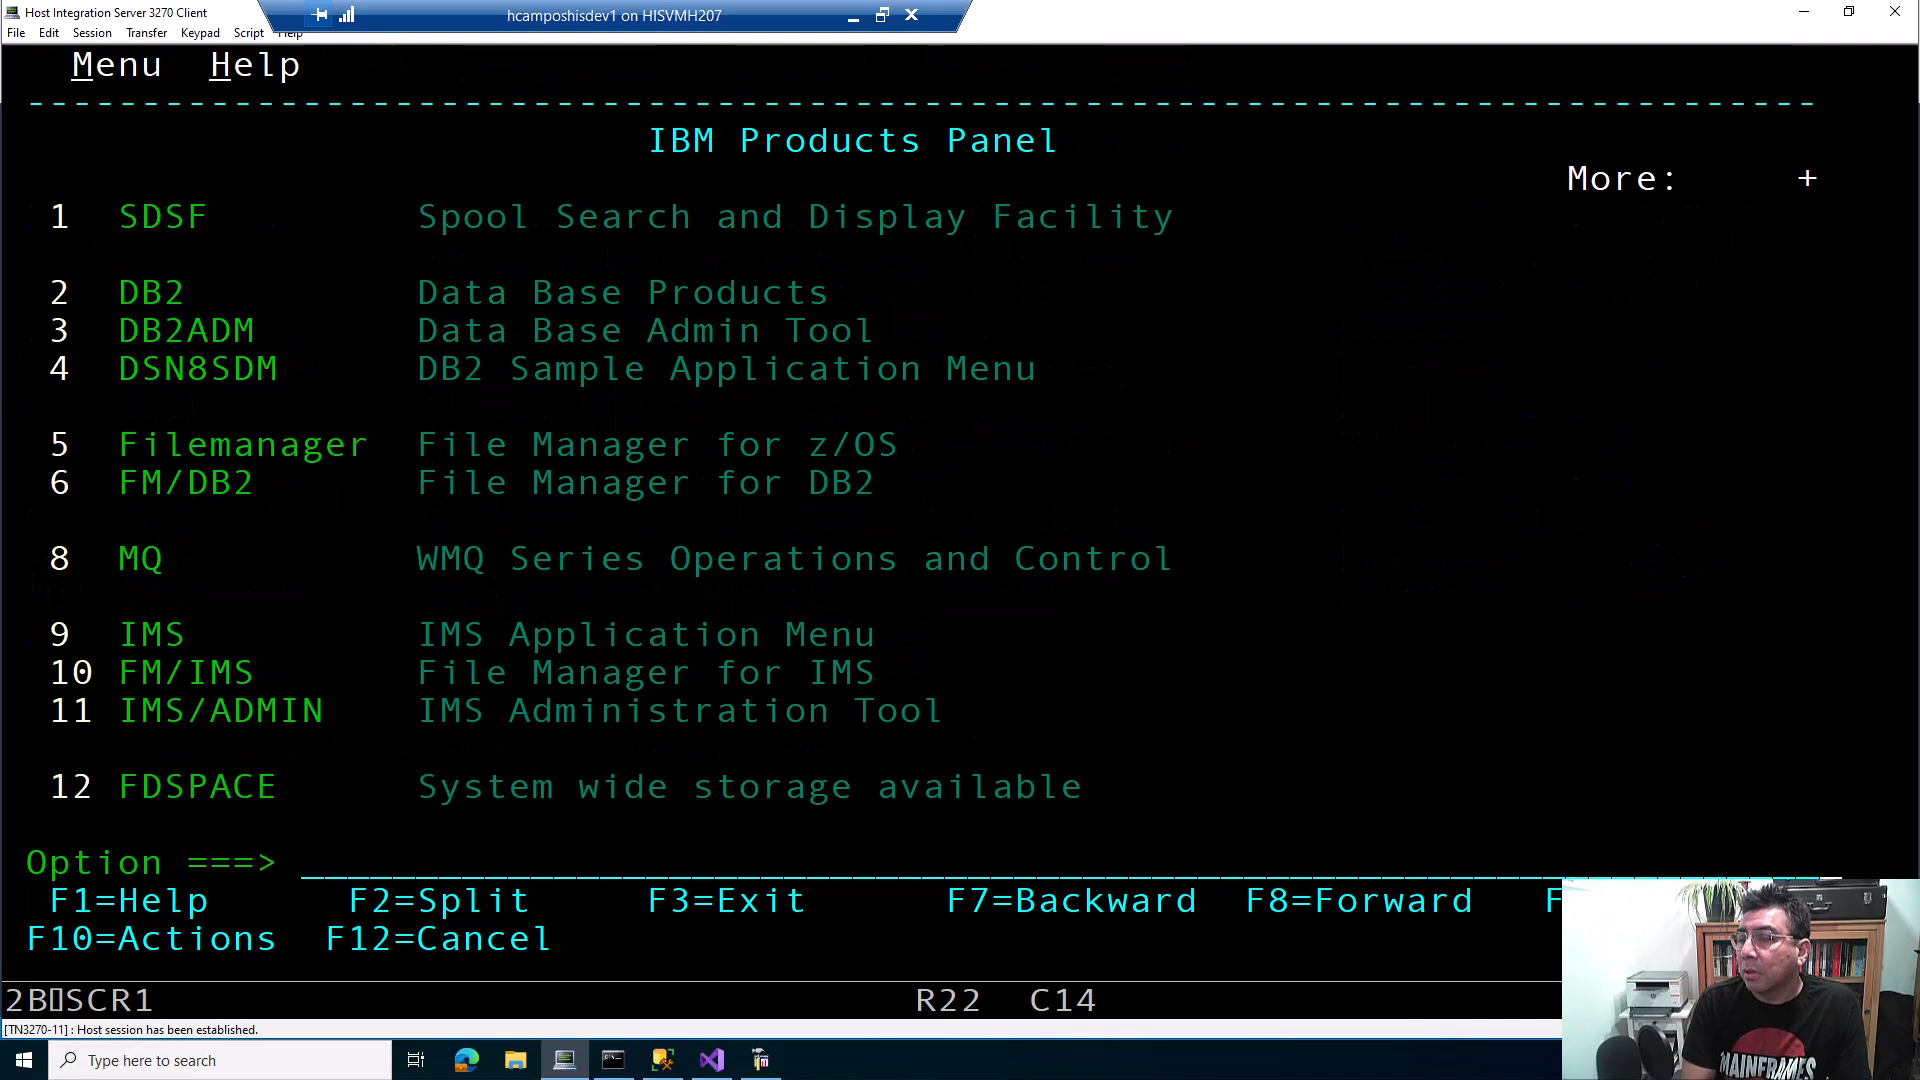 Host Integration Server 3270 Client
hcamposhisdev1 on HISVMH207
File Edit Session Transfer Keypad Script Help
Menu Help
IBM Products Panel
More: +
1 SDSF Spool Search and Display Facility
2 DB2 Data Base Products
3 DB2ADM Data Base Admin Tool
4 DSN8SDM DB2 Sample Application Menu
5 Filemanager File Manager for z/OS
6 FM/DB2 File Manager for DB2
8 MQ WMQ Series Operations and Control
9 IMS IMS Application Menu
10 FM/IMS File Manager for IMS
11 IMS/ADMIN IMS Administration Tool
12 FDSPACE System wide storage available
Option ===>
F1=Help F2=Split F3=Exit F7=Backward F8=Forward F
F10=Actions F12=Cancel
2B▯SCR1 R22 C14
[TN3270-11] : Host session has been established.
Type here to search
MAINFRAMES